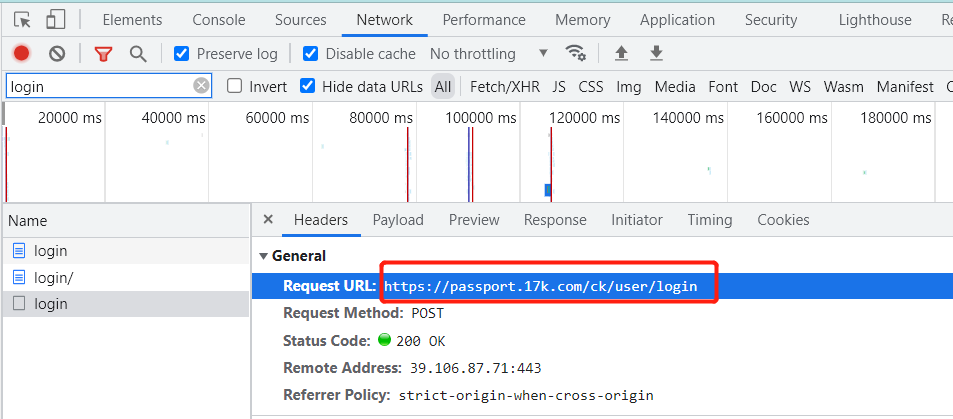 Elements Console Sources Network Performance Memory Application Security Lighthouse
Preserve log Disable cache No throttling
login Invert Hide data URLs All Fetch/XHR JS CSS Img Media Font Doc WS Wasm Manifest
20000 ms 40000 ms 60000 ms 80000 ms 100000 ms 120000 ms 140000 ms 160000 ms 180000 ms
Name × Headers Payload Preview Response Initiator Timing Cookies
login
login/
login
General
Request URL: https://passport.17k.com/ck/user/login
Request Method: POST
Status Code: 200 OK
Remote Address: 39.106.87.71:443
Referrer Policy: strict-origin-when-cross-origin